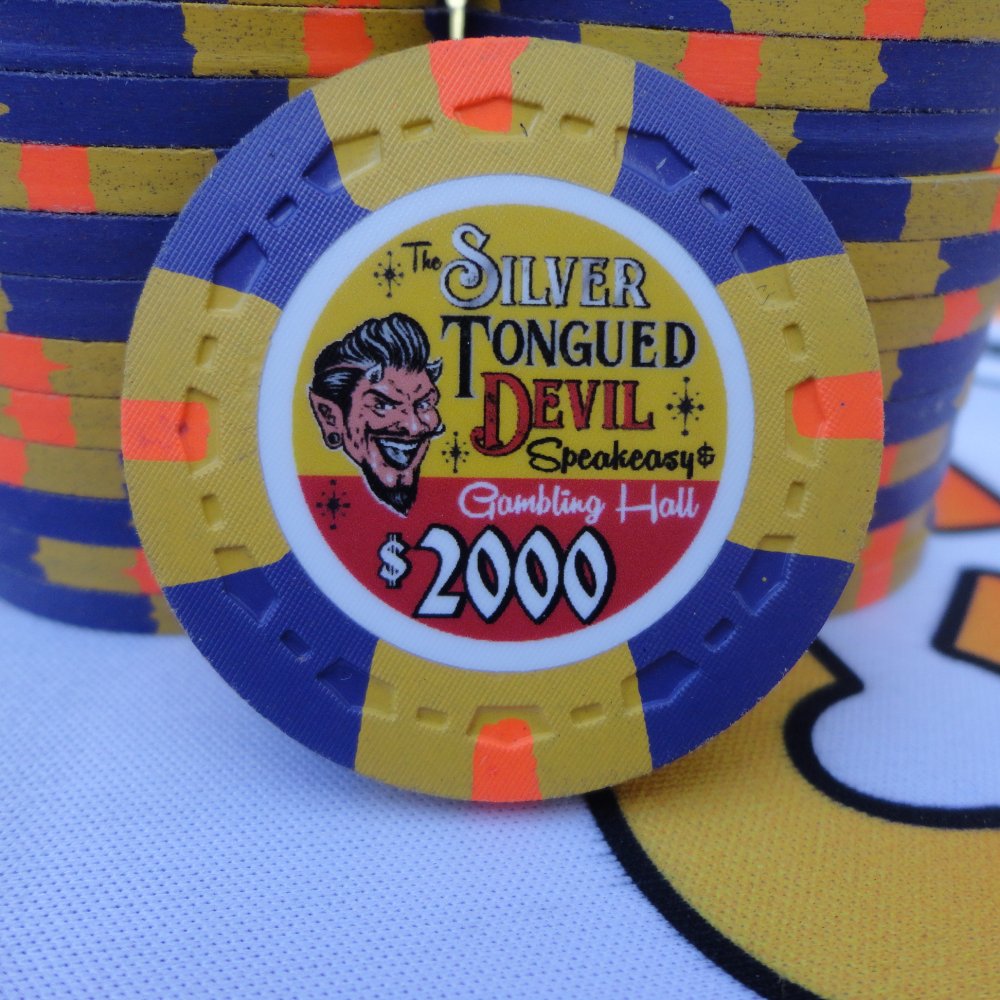 The SILVER
TONGUED
DEVIL
Speakeasy &
Gambling Hall
$2000